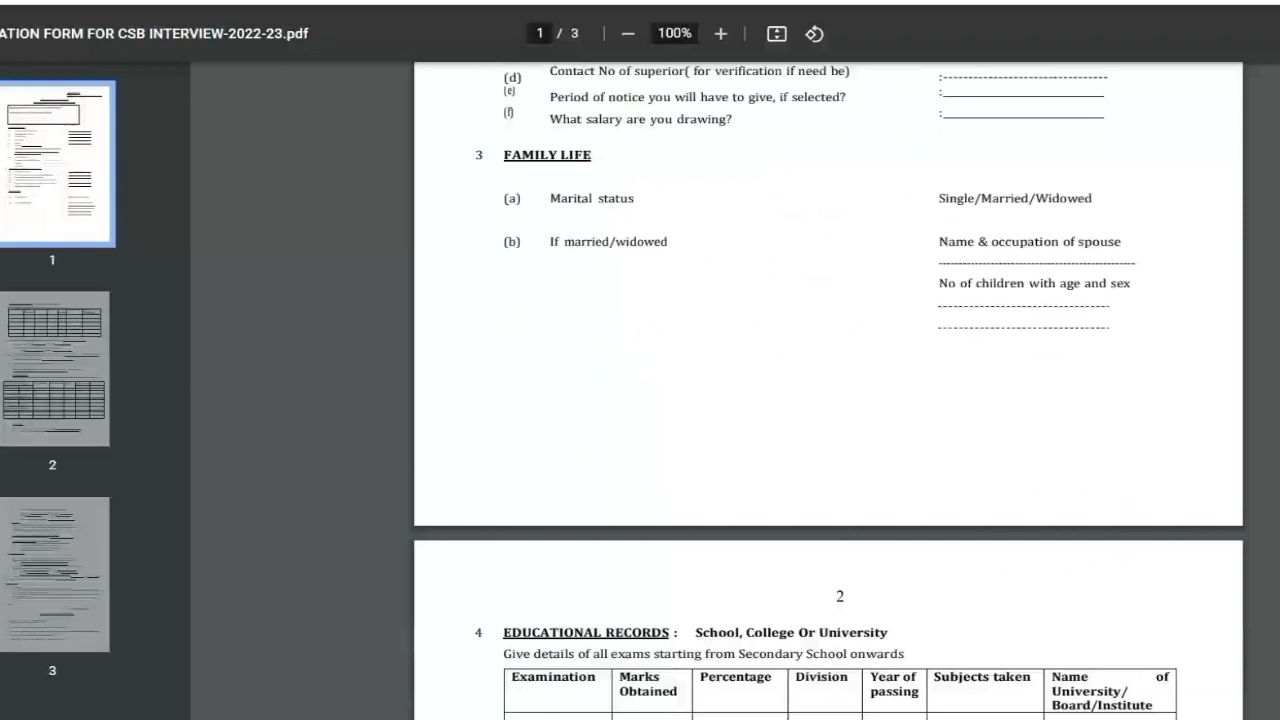 ATION FORM FOR CSB INTERVIEW-2022-23.pdf
1 / 3 100%
(d) Contact No of superior( for verification if need be) :
(e) Period of notice you will have to give, if selected? :
(f) What salary are you drawing? :
3 FAMILY LIFE
(a) Marital status Single/Married/Widowed
(b) If married/widowed Name & occupation of spouse
No of children with age and sex
1
2
3
2
4 EDUCATIONAL RECORDS : School, College Or University
Give details of all exams starting from Secondary School onwards
Examination Marks Obtained Percentage Division Year of passing Subjects taken Name of University/ Board/Institute